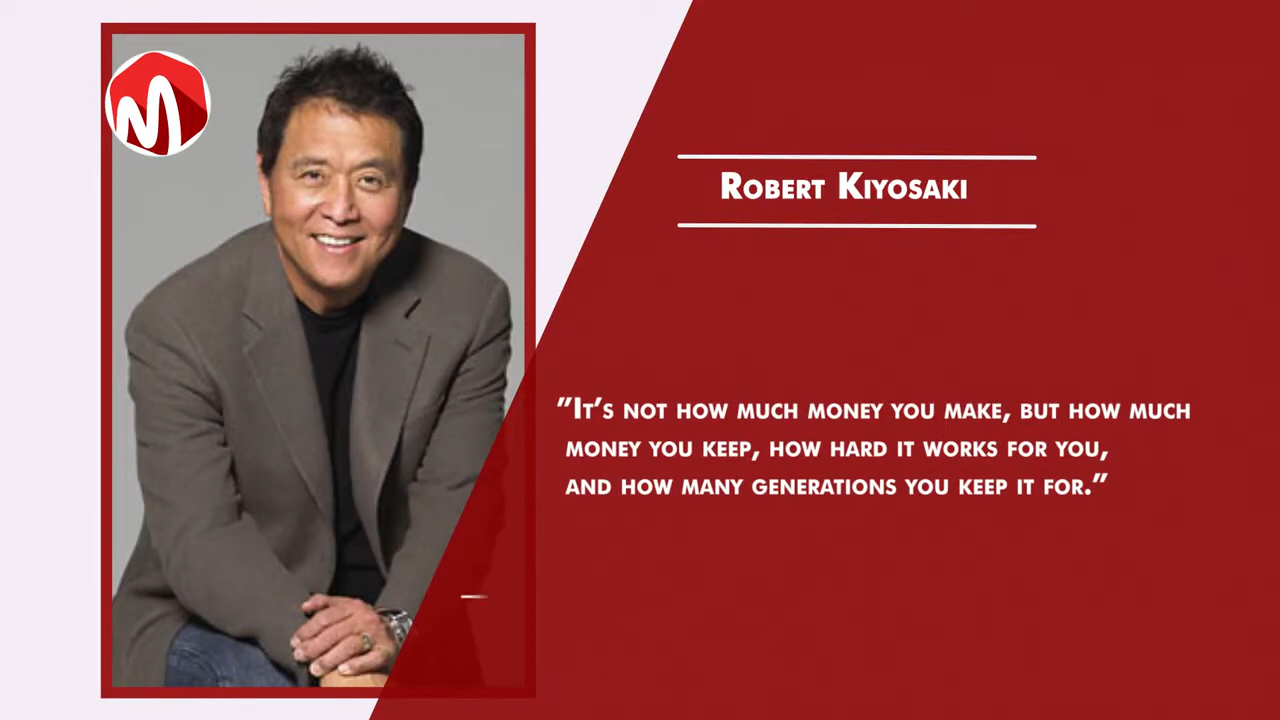 M
ROBERT KIYOSAKI
"IT'S NOT HOW MUCH MONEY YOU MAKE, BUT HOW MUCH
MONEY YOU KEEP, HOW HARD IT WORKS FOR YOU,
AND HOW MANY GENERATIONS YOU KEEP IT FOR."